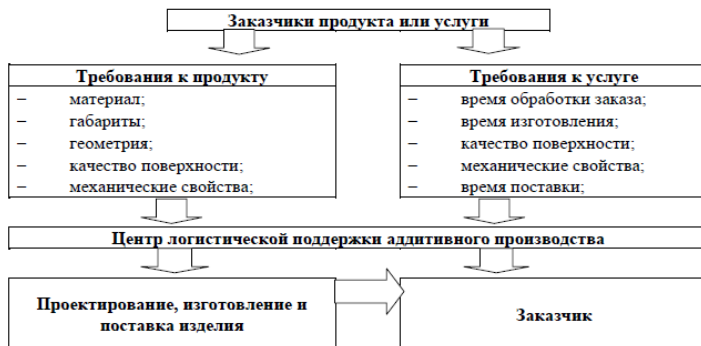 Заказчики продукта или услуги
Требования к продукту
– материал;
– габариты;
– геометрия;
– качество поверхности;
– механические свойства;
Требования к услуге
– время обработки заказа;
– время изготовления;
– качество поверхности;
– механические свойства;
– время поставки;
Центр логистической поддержки аддитивного производства
Проектирование, изготовление и
поставка изделия
Заказчик